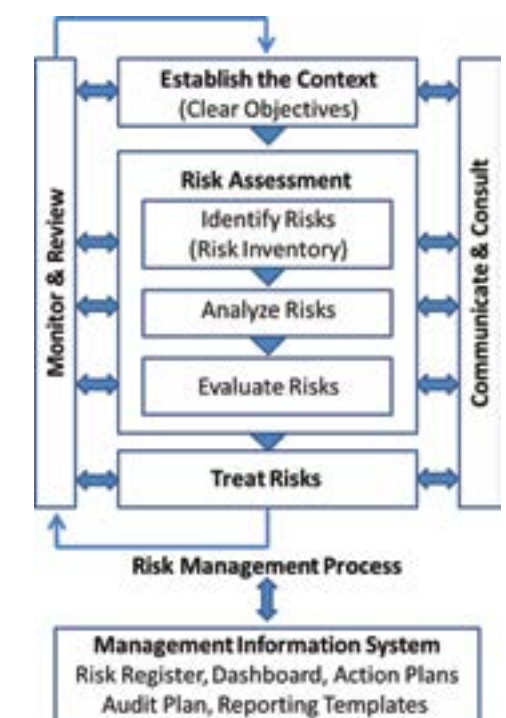 Establish the Context
(Clear Objectives)
Risk Assessment
Identify Risks
(Risk Inventory)
Analyze Risks
Evaluate Risks
Treat Risks
Monitor & Review
Communicate & Consult
Risk Management Process
Management Information System
Risk Register, Dashboard, Action Plans
Audit Plan, Reporting Templates